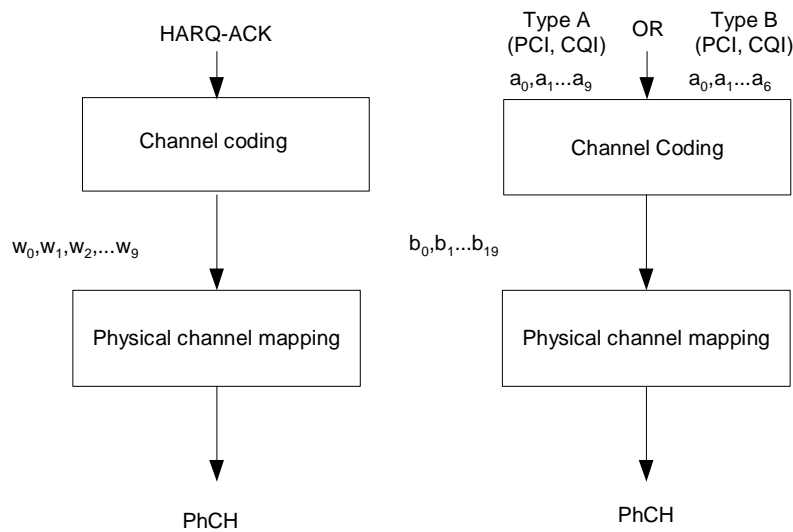 HARQ-ACK
Channel coding
w0,w1,w2,...w9
Physical channel mapping
PhCH
Type A
(PCI, CQI)
OR
Type B
(PCI, CQI)
a0,a1...a9
a0,a1...a6
Channel Coding
b0,b1...b19
Physical channel mapping
PhCH